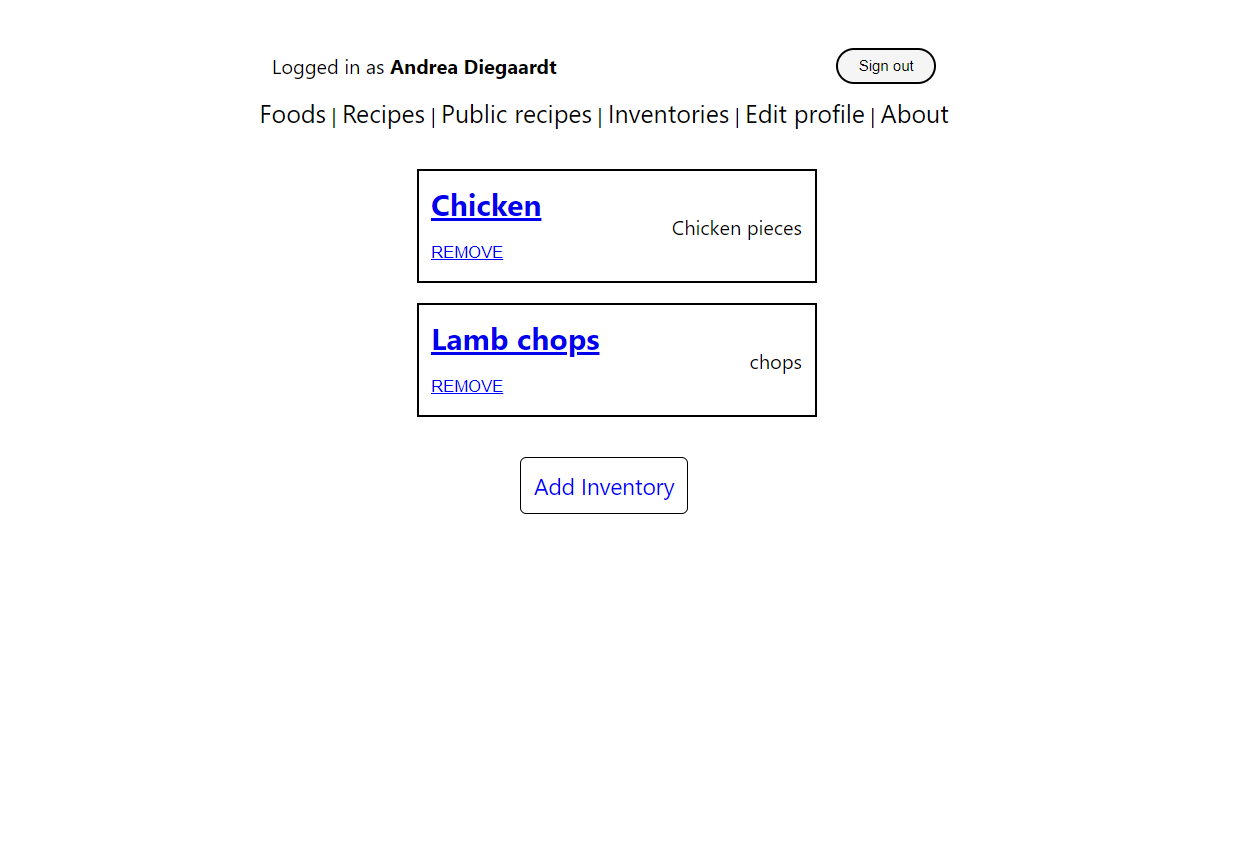 Logged in as Andrea Diegaardt
Sign out
Foods | Recipes | Public recipes | Inventories | Edit profile | About
Chicken
Chicken pieces
REMOVE
Lamb chops
chops
REMOVE
Add Inventory